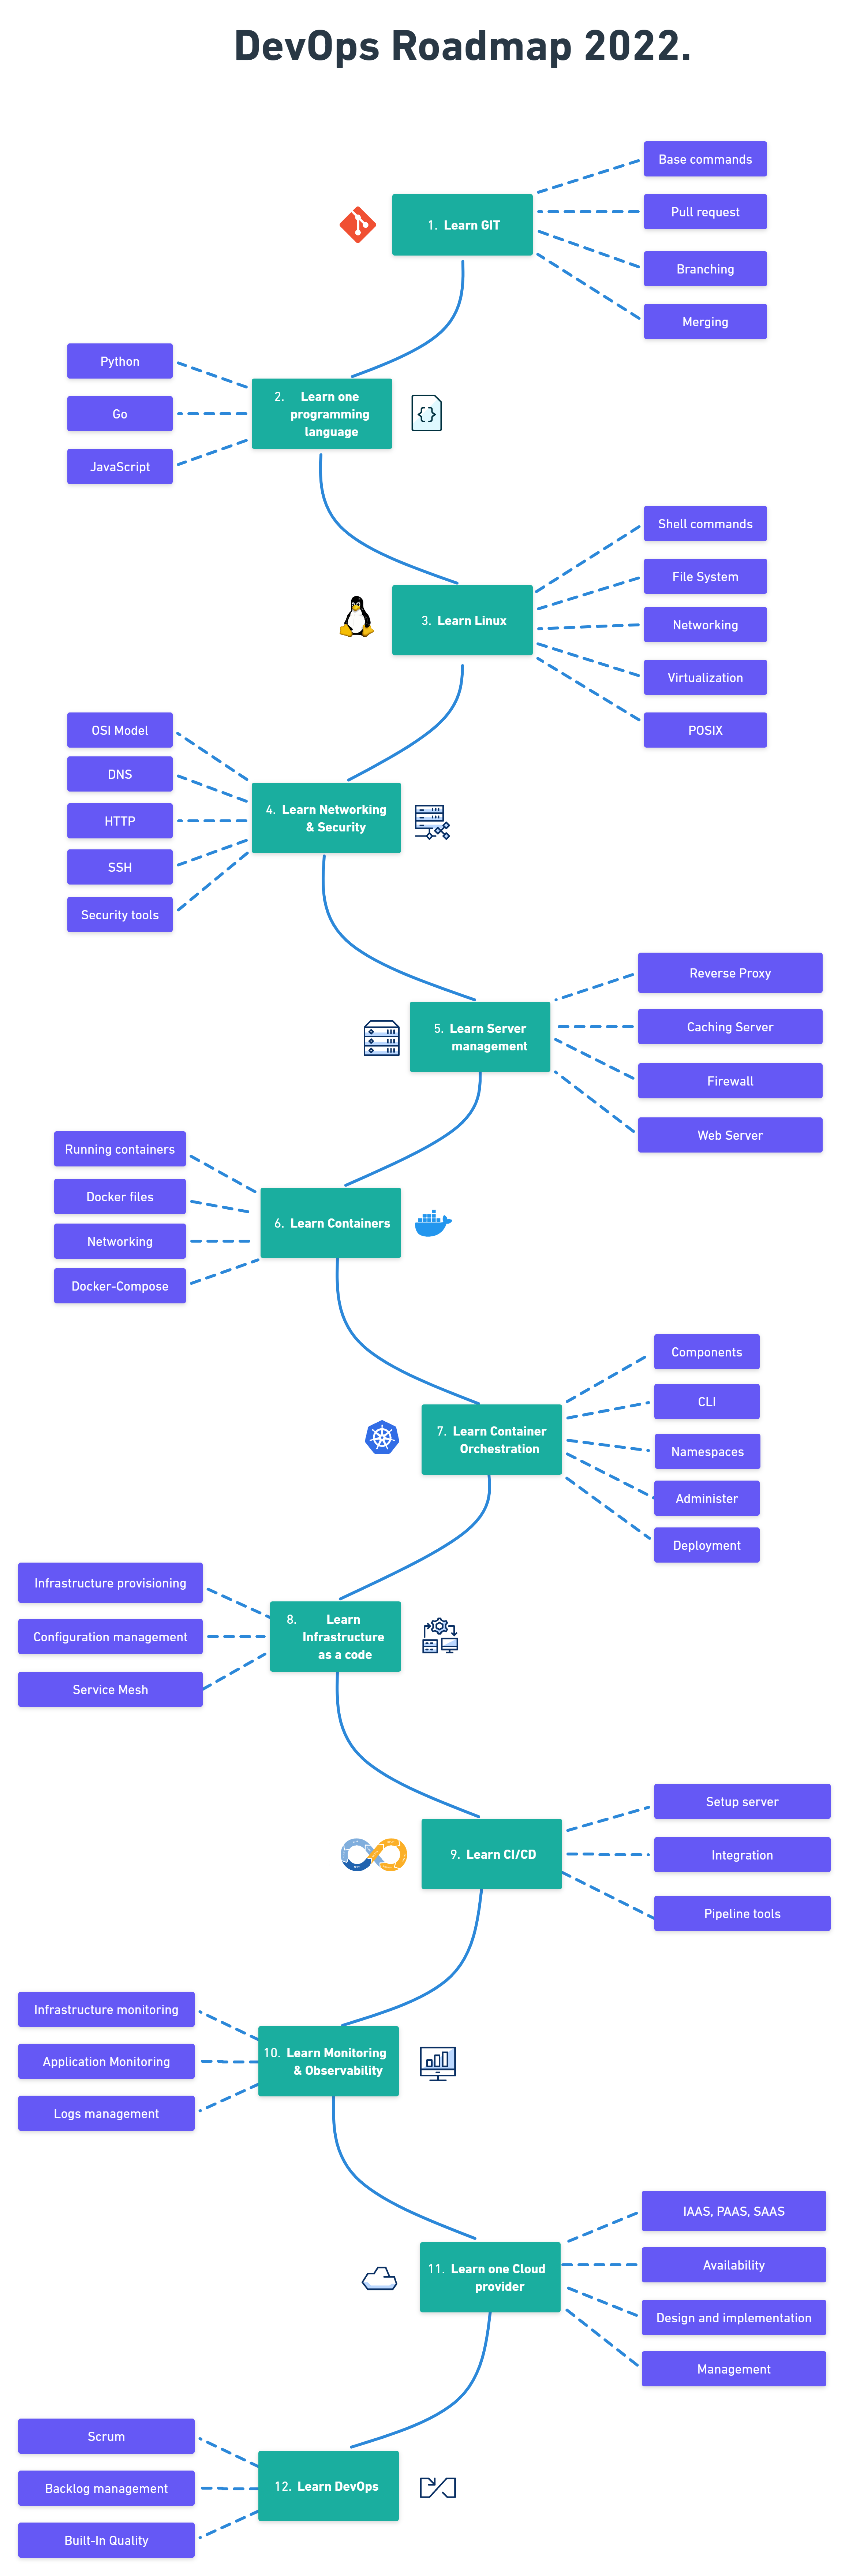 DevOps Roadmap 2022.
1. Learn GIT
Base commands
Pull request
Branching
Merging
2. Learn one
programming
language
Python
Go
JavaScript
3. Learn Linux
Shell commands
File System
Networking
Virtualization
POSIX
4. Learn Networking
& Security
OSI Model
DNS
HTTP
SSH
Security tools
5. Learn Server
management
Reverse Proxy
Caching Server
Firewall
Web Server
6. Learn Containers
Running containers
Docker files
Networking
Docker-Compose
7. Learn Container
Orchestration
Components
CLI
Namespaces
Administer
Deployment
8. Learn
Infrastructure
as a code
Infrastructure provisioning
Configuration management
Service Mesh
9. Learn CI/CD
Setup server
Integration
Pipeline tools
10. Learn Monitoring
& Observability
Infrastructure monitoring
Application Monitoring
Logs management
11. Learn one Cloud
provider
IAAS, PAAS, SAAS
Availability
Design and implementation
Management
12. Learn DevOps
Scrum
Backlog management
Built-In Quality